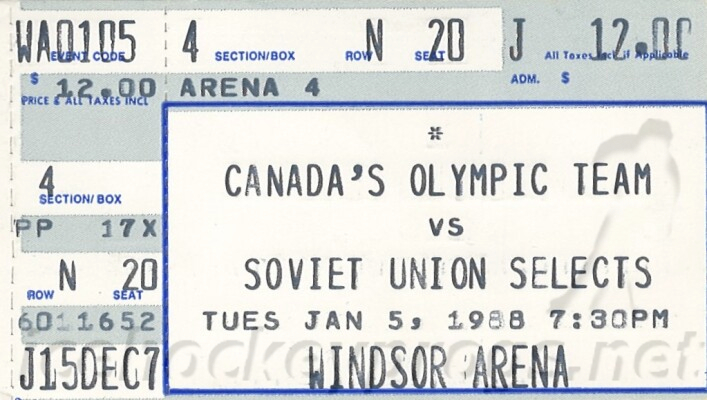 WA0105 4 SECTION/BOX ROW N SEAT 20 J 12.00
EVENT CODE All Taxes Incl. if Applicable
$ 12.00 ARENA 4 ADM. $
PRICE & ALL TAXES INCL
*
CANADA'S OLYMPIC TEAM
4
SECTION/BOX
VS
PP 17X
SOVIET UNION SELECTS
N 20
ROW SEAT
6011652 TUES JAN 5, 1988 7:30PM
J15DEC7 WINDSOR ARENA